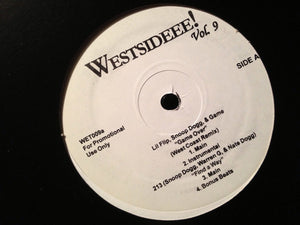 WESTSIDEEE!
Vol. 9
SIDE A
WET009a
For Promotional
Use Only
Lil Flip, Snoop Dogg, & Game
"Game Over"
(West Coast Remix)
1. Main
2. Instrumental
213 (Snoop Dogg, Warren G, & Nate Dogg)
"Find a Way"
3. Main
4. Bonus Beats